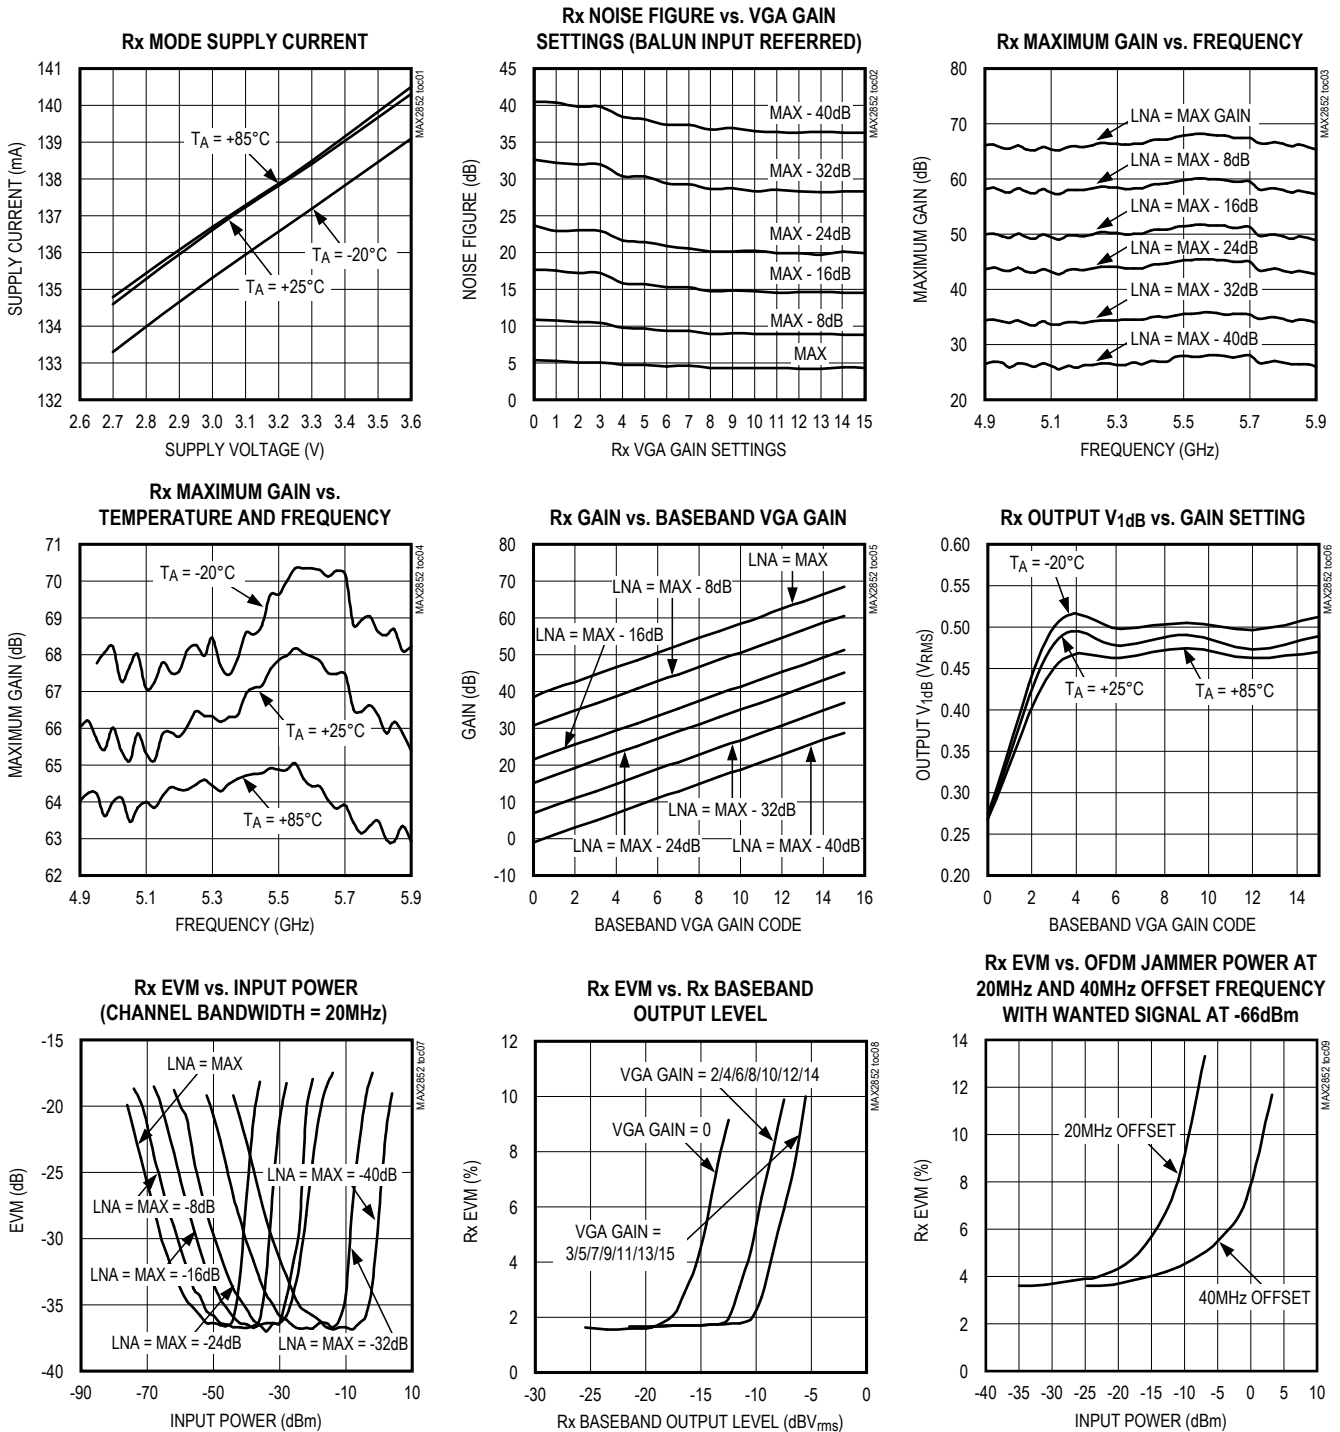 Rx MODE SUPPLY CURRENT
141
140
139
138
137
136
135
134
133
132
SUPPLY CURRENT (mA)
TA = +85°C
TA = -20°C
TA = +25°C
MAX2852 toc01
2.6 2.7 2.8 2.9 3.0 3.1 3.2 3.3 3.4 3.5 3.6
SUPPLY VOLTAGE (V)
Rx NOISE FIGURE vs. VGA GAIN
SETTINGS (BALUN INPUT REFERRED)
45
40
35
30
25
20
15
10
5
0
NOISE FIGURE (dB)
MAX - 40dB
MAX - 32dB
MAX - 24dB
MAX - 16dB
MAX - 8dB
MAX
MAX2852 toc02
0 1 2 3 4 5 6 7 8 9 10 11 12 13 14 15
Rx VGA GAIN SETTINGS
Rx MAXIMUM GAIN vs. FREQUENCY
80
70
60
50
40
30
20
MAXIMUM GAIN (dB)
LNA = MAX GAIN
LNA = MAX - 8dB
LNA = MAX - 16dB
LNA = MAX - 24dB
LNA = MAX - 32dB
LNA = MAX - 40dB
MAX2852 toc03
4.9 5.1 5.3 5.5 5.7 5.9
FREQUENCY (GHz)
Rx MAXIMUM GAIN vs.
TEMPERATURE AND FREQUENCY
71
70
69
68
67
66
65
64
63
62
MAXIMUM GAIN (dB)
TA = -20°C
TA = +25°C
TA = +85°C
MAX2852 toc04
4.9 5.1 5.3 5.5 5.7 5.9
FREQUENCY (GHz)
Rx GAIN vs. BASEBAND VGA GAIN
80
70
60
50
40
30
20
10
0
-10
GAIN (dB)
LNA = MAX
LNA = MAX - 8dB
LNA = MAX - 16dB
LNA = MAX - 32dB
LNA = MAX - 24dB
LNA = MAX - 40dB
MAX2852 toc05
0 2 4 6 8 10 12 14 16
BASEBAND VGA GAIN CODE
Rx OUTPUT V1dB vs. GAIN SETTING
0.60
0.55
0.50
0.45
0.40
0.35
0.30
0.25
0.20
OUTPUT V1dB (VRMS)
TA = -20°C
TA = +25°C
TA = +85°C
MAX2852 toc06
0 2 4 6 8 10 12 14
BASEBAND VGA GAIN CODE
Rx EVM vs. INPUT POWER
(CHANNEL BANDWIDTH = 20MHz)
-15
-20
-25
-30
-35
-40
EVM (dB)
LNA = MAX
LNA = MAX = -40dB
LNA = MAX = -8dB
LNA = MAX = -16dB
LNA = MAX = -24dB
LNA = MAX = -32dB
MAX2852 toc07
-90 -70 -50 -30 -10 10
INPUT POWER (dBm)
Rx EVM vs. Rx BASEBAND
OUTPUT LEVEL
12
10
8
6
4
2
0
Rx EVM (%)
VGA GAIN = 2/4/6/8/10/12/14
VGA GAIN = 0
VGA GAIN =
3/5/7/9/11/13/15
MAX2852 toc08
-30 -25 -20 -15 -10 -5 0
Rx BASEBAND OUTPUT LEVEL (dBVrms)
Rx EVM vs. OFDM JAMMER POWER AT
20MHz AND 40MHz OFFSET FREQUENCY
WITH WANTED SIGNAL AT -66dBm
14
12
10
8
6
4
2
0
Rx EVM (%)
20MHz OFFSET
40MHz OFFSET
MAX2852 toc09
-40 -35 -30 -25 -20 -15 -10 -5 0 5 10
INPUT POWER (dBm)